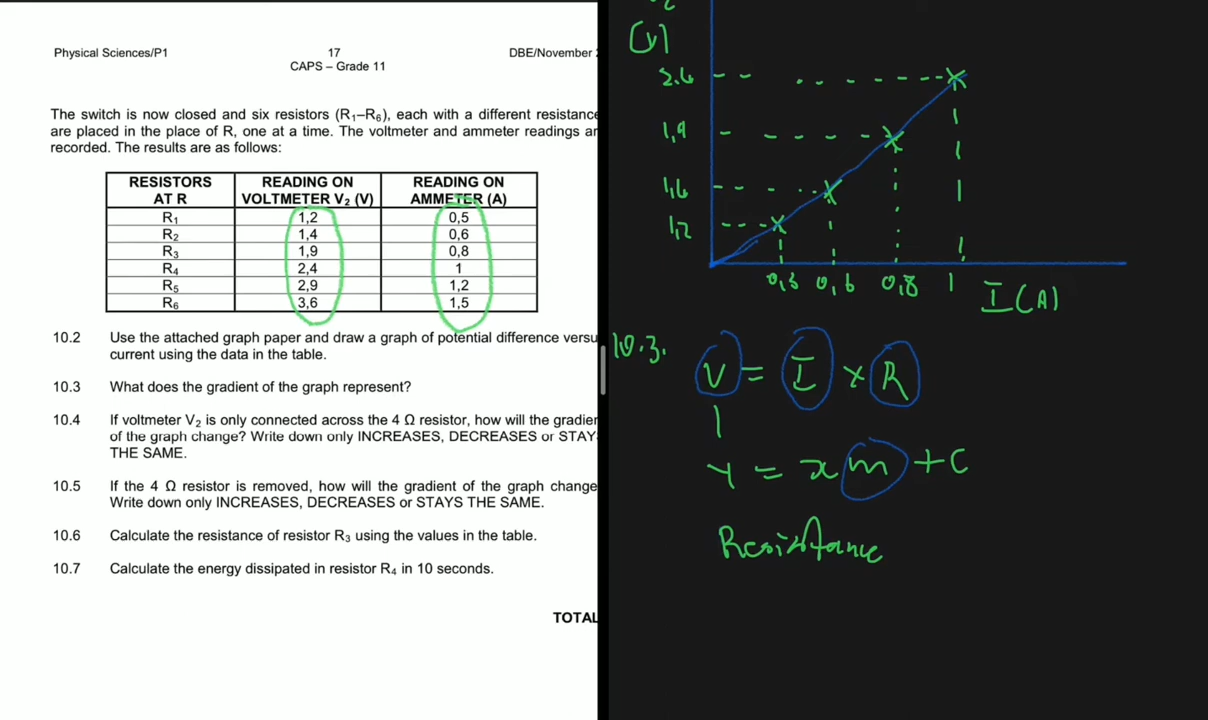 Physical Sciences/P1 17 DBE/November
CAPS – Grade 11
The switch is now closed and six resistors (R₁–R₆), each with a different resistance
are placed in the place of R, one at a time. The voltmeter and ammeter readings ar
recorded. The results are as follows:
RESISTORS AT R READING ON VOLTMETER V₂ (V) READING ON AMMETER (A)
R₁ 1,2 0,5
R₂ 1,4 0,6
R₃ 1,9 0,8
R₄ 2,4 1
R₅ 2,9 1,2
R₆ 3,6 1,5
10.2 Use the attached graph paper and draw a graph of potential difference versu
current using the data in the table.
10.3 What does the gradient of the graph represent?
10.4 If voltmeter V₂ is only connected across the 4 Ω resistor, how will the gradier
of the graph change? Write down only INCREASES, DECREASES or STAY
THE SAME.
10.5 If the 4 Ω resistor is removed, how will the gradient of the graph change
Write down only INCREASES, DECREASES or STAYS THE SAME.
10.6 Calculate the resistance of resistor R₃ using the values in the table.
10.7 Calculate the energy dissipated in resistor R₄ in 10 seconds.
TOTAL
(V)
1,9
1,2
0,6 0,8 1 I (A)
10.3.
V = I × R
y = x m + c
Resistance